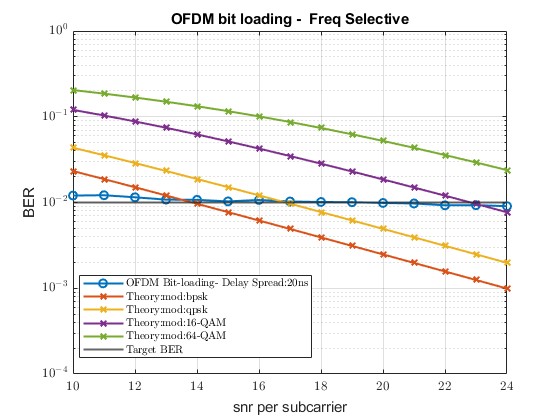 OFDM bit loading - Freq Selective
10^0
10^-1
10^-2
10^-3
10^-4
BER
OFDM Bit-loading- Delay Spread:20ns
Theory:mod:bpsk
Theory:mod:qpsk
Theory:mod:16-QAM
Theory:mod:64-QAM
Target BER
10 12 14 16 18 20 22 24
snr per subcarrier